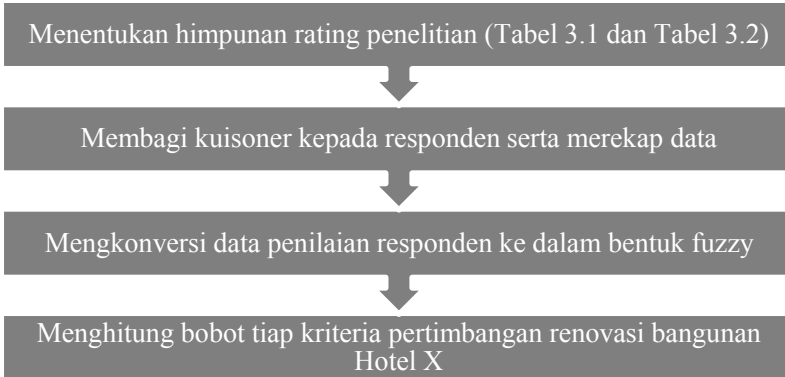 Menentukan himpunan rating penelitian (Tabel 3.1 dan Tabel 3.2)
Membagi kuisoner kepada responden serta merekap data
Mengkonversi data penilaian responden ke dalam bentuk fuzzy
Menghitung bobot tiap kriteria pertimbangan renovasi bangunan
Hotel X